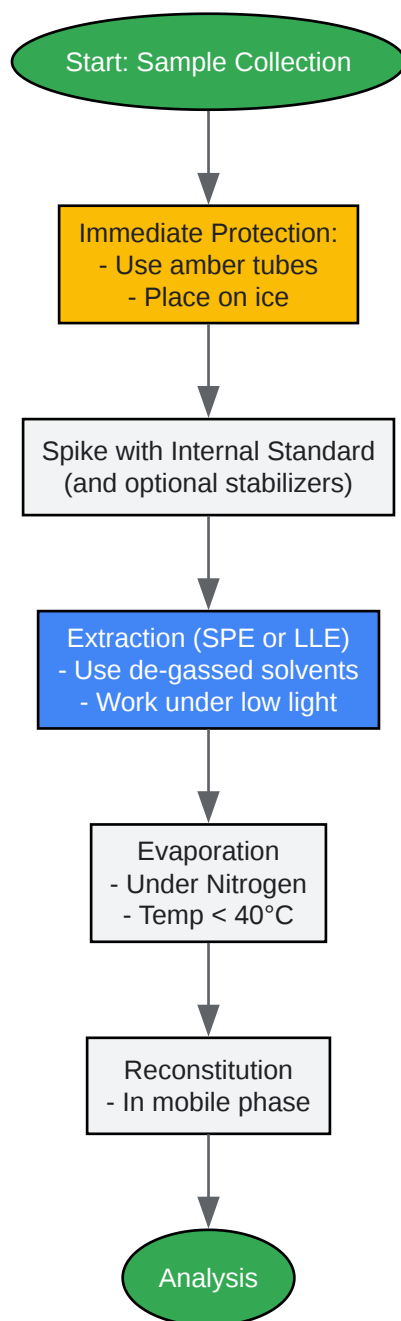 Start: Sample Collection
Immediate Protection:
- Use amber tubes
- Place on ice
Spike with Internal Standard
(and optional stabilizers)
Extraction (SPE or LLE)
- Use de-gassed solvents
- Work under low light
Evaporation
- Under Nitrogen
- Temp < 40°C
Reconstitution
- In mobile phase
Analysis